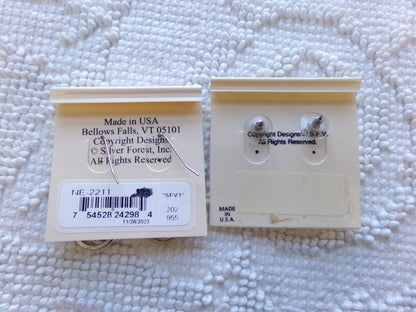 Made in USA
Bellows Falls, VT 05101
Copyright Designs
© Silver Forest, Inc.
All Rights Reserved
NE-2211
"SFVT"
7 54528 24298 4
202
955
11/28/2023
Copyright Designs © S.F.V.
All Rights Reserved.
MADE
IN
U.S.A.